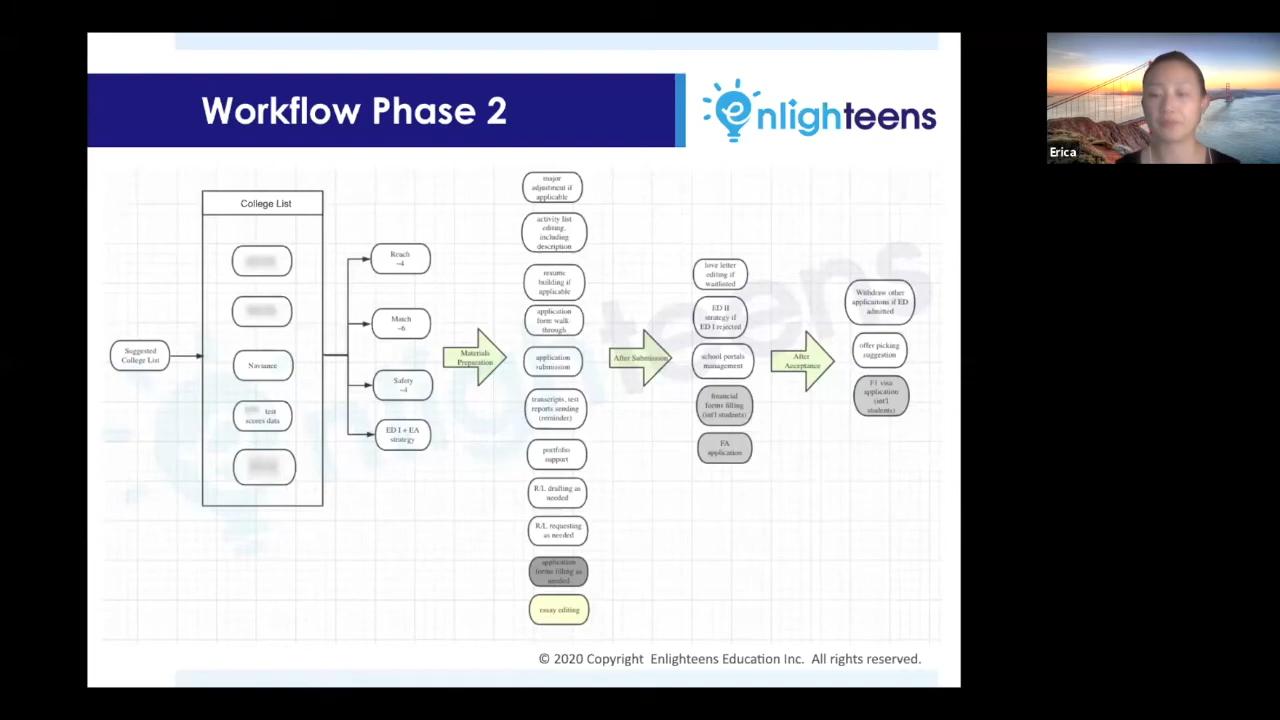 Workflow Phase 2
enlighteens
Erica
College List
Suggested
College List
Naviance
test
scores data
Reach
~4
Match
~6
Safety
~4
ED I + EA
strategy
Materials
Preparation
major
adjustment if
applicable
activity list
editing,
including
description
resume
building if
applicable
application
form walk
through
application
submission
transcripts, test
reports sending
(reminder)
portfolio
support
R/L drafting as
needed
R/L requesting
as needed
application
forms filling as
needed
essay editing
After Submission
love letter
editing if
waitlisted
ED II
strategy if
ED I rejected
school portals
management
financial
forms filling
(int'l students)
FA
application
After
Acceptance
Withdraw other
applications if ED
admitted
offer picking
suggestion
F1 visa
application
(int'l
students)
© 2020 Copyright Enlighteens Education Inc. All rights reserved.